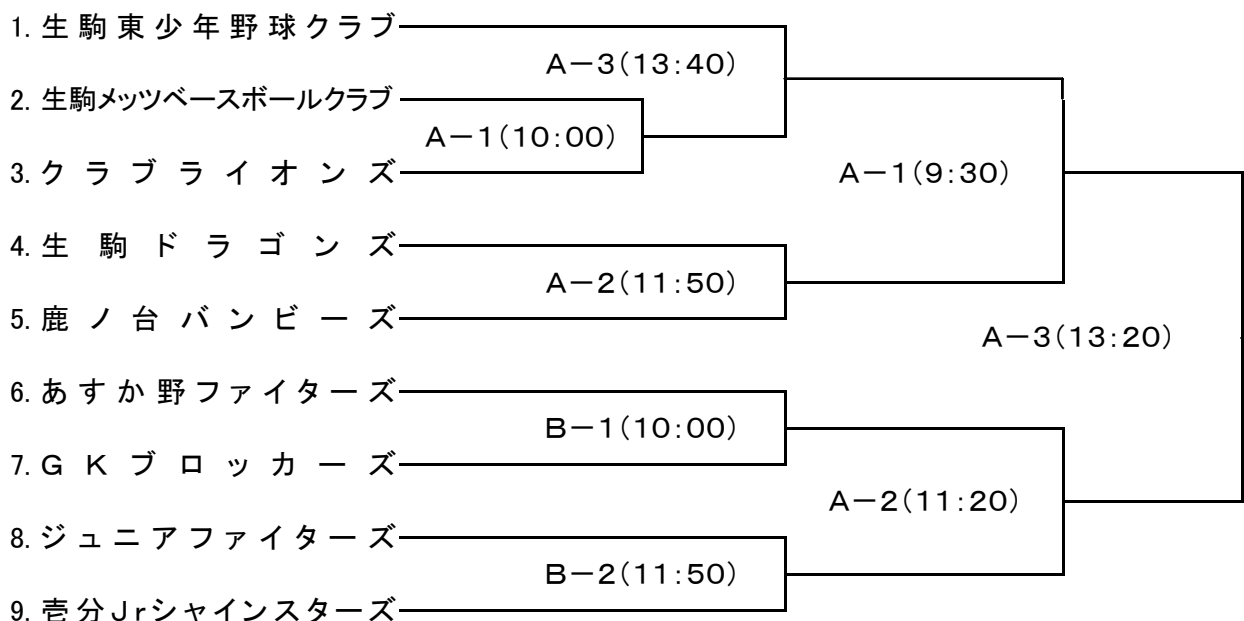 1. 生駒東少年野球クラブ
A－3(13:40)
2. 生駒メッツベースボールクラブ
A－1(10:00)
3. クラブライオンズ
A－1(9:30)
4. 生駒ドラゴンズ
A－2(11:50)
5. 鹿ノ台バンビーズ
A－3(13:20)
6. あすか野ファイターズ
B－1(10:00)
7. GKブロッカーズ
A－2(11:20)
8. ジュニアファイターズ
B－2(11:50)
9. 壱分Jrシャインスターズ